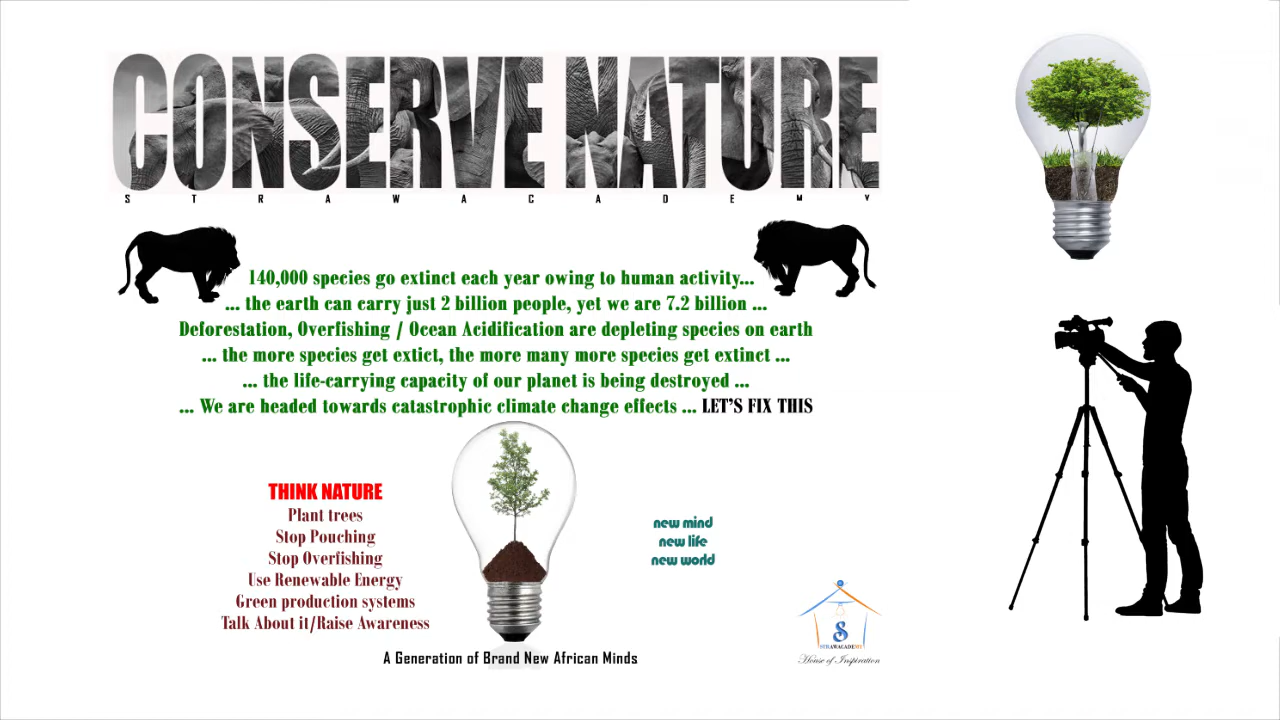 CONSERVE NATURE
STRAWACADEMY
140,000 species go extinct each year owing to human activity...
... the earth can carry just 2 billion people, yet we are 7.2 billion ...
Deforestation, Overfishing / Ocean Acidification are depleting species on earth
... the more species get extict, the more many more species get extinct ...
... the life-carrying capacity of our planet is being destroyed ...
... We are headed towards catastrophic climate change effects ... LET'S FIX THIS
THINK NATURE
Plant trees
Stop Pouching
Stop Overfishing
Use Renewable Energy
Green production systems
Talk About it/Raise Awareness
new mind
new life
new world
S
STRAWACADEMY
House of Inspiration
A Generation of Brand New African Minds